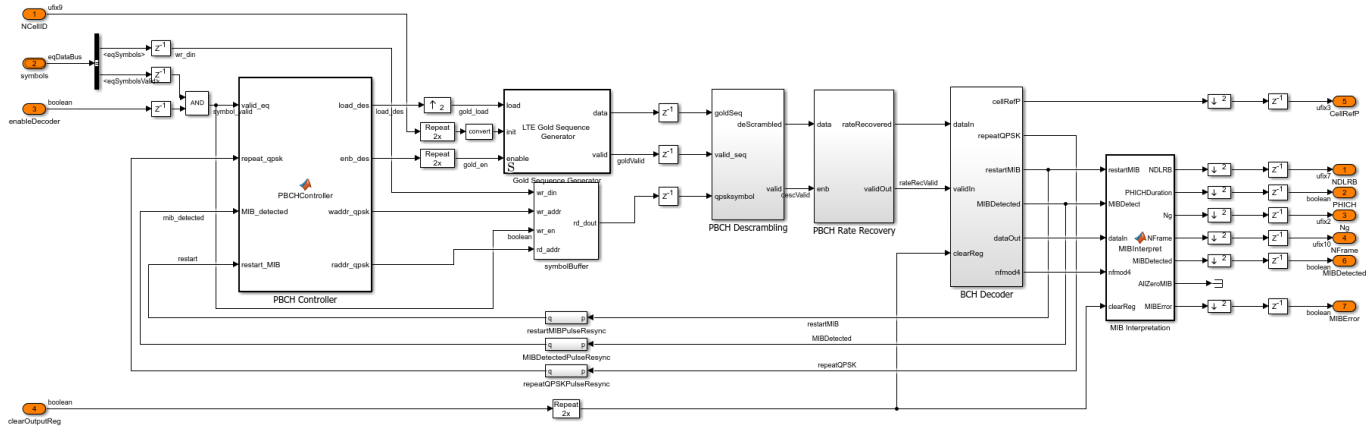 1
ufix9
NCellID
2
eqDataBus
symbols
<eqSymbols>
Z-1
wr_din
<eqSymbolsValid>
Z-1
3
boolean
enableDecoder
Z-1
AND
symbol_valid
valid_eq
repeat_qpsk
MIB_detected
restart_MIB
PBCHController
load_des
enb_des
waddr_qpsk
raddr_qpsk
PBCH Controller
mib_detected
restart
load_des
↑ 2
gold_load
Repeat
2x
convert
Repeat
2x
gold_en
load
init
enable
LTE Gold Sequence
Generator
data
valid
S
Gold Sequence Generator
wr_din
wr_addr
wr_en
rd_addr
rd_dout
boolean
symbolBuffer
Z-1
goldValid
Z-1
Z-1
goldSeq
valid_seq
qpsksymbol
deScrambled
valid
PBCH Descrambling
descValid
data
enb
rateRecovered
validOut
PBCH Rate Recovery
rateRecValid
dataIn
validIn
clearReg
cellRefP
repeatQPSK
restartMIB
MIBDetected
dataOut
nfmod4
BCH Decoder
restartMIB
MIBDetect
dataIn
nfmod4
clearReg
MIBInterpret
NDLRB
PHICHDuration
Ng
NFrame
MIBDetected
AllZeroMIB
MIBError
MIB Interpretation
↓ 2
Z-1
ufix3
5
CellRefP
↓ 2
Z-1
ufix7
1
NDLRB
↓ 2
Z-1
boolean
2
PHICH
↓ 2
Z-1
ufix2
3
Ng
↓ 2
Z-1
ufix10
4
NFrame
↓ 2
Z-1
boolean
6
MIBDetected
↓ 2
Z-1
boolean
7
MIBError
q p
restartMIBPulseResync
restartMIB
q p
MIBDetectedPulseResync
MIBDetected
q p
repeatQPSKPulseResync
repeatQPSK
4
boolean
clearOutputReg
Repeat
2x